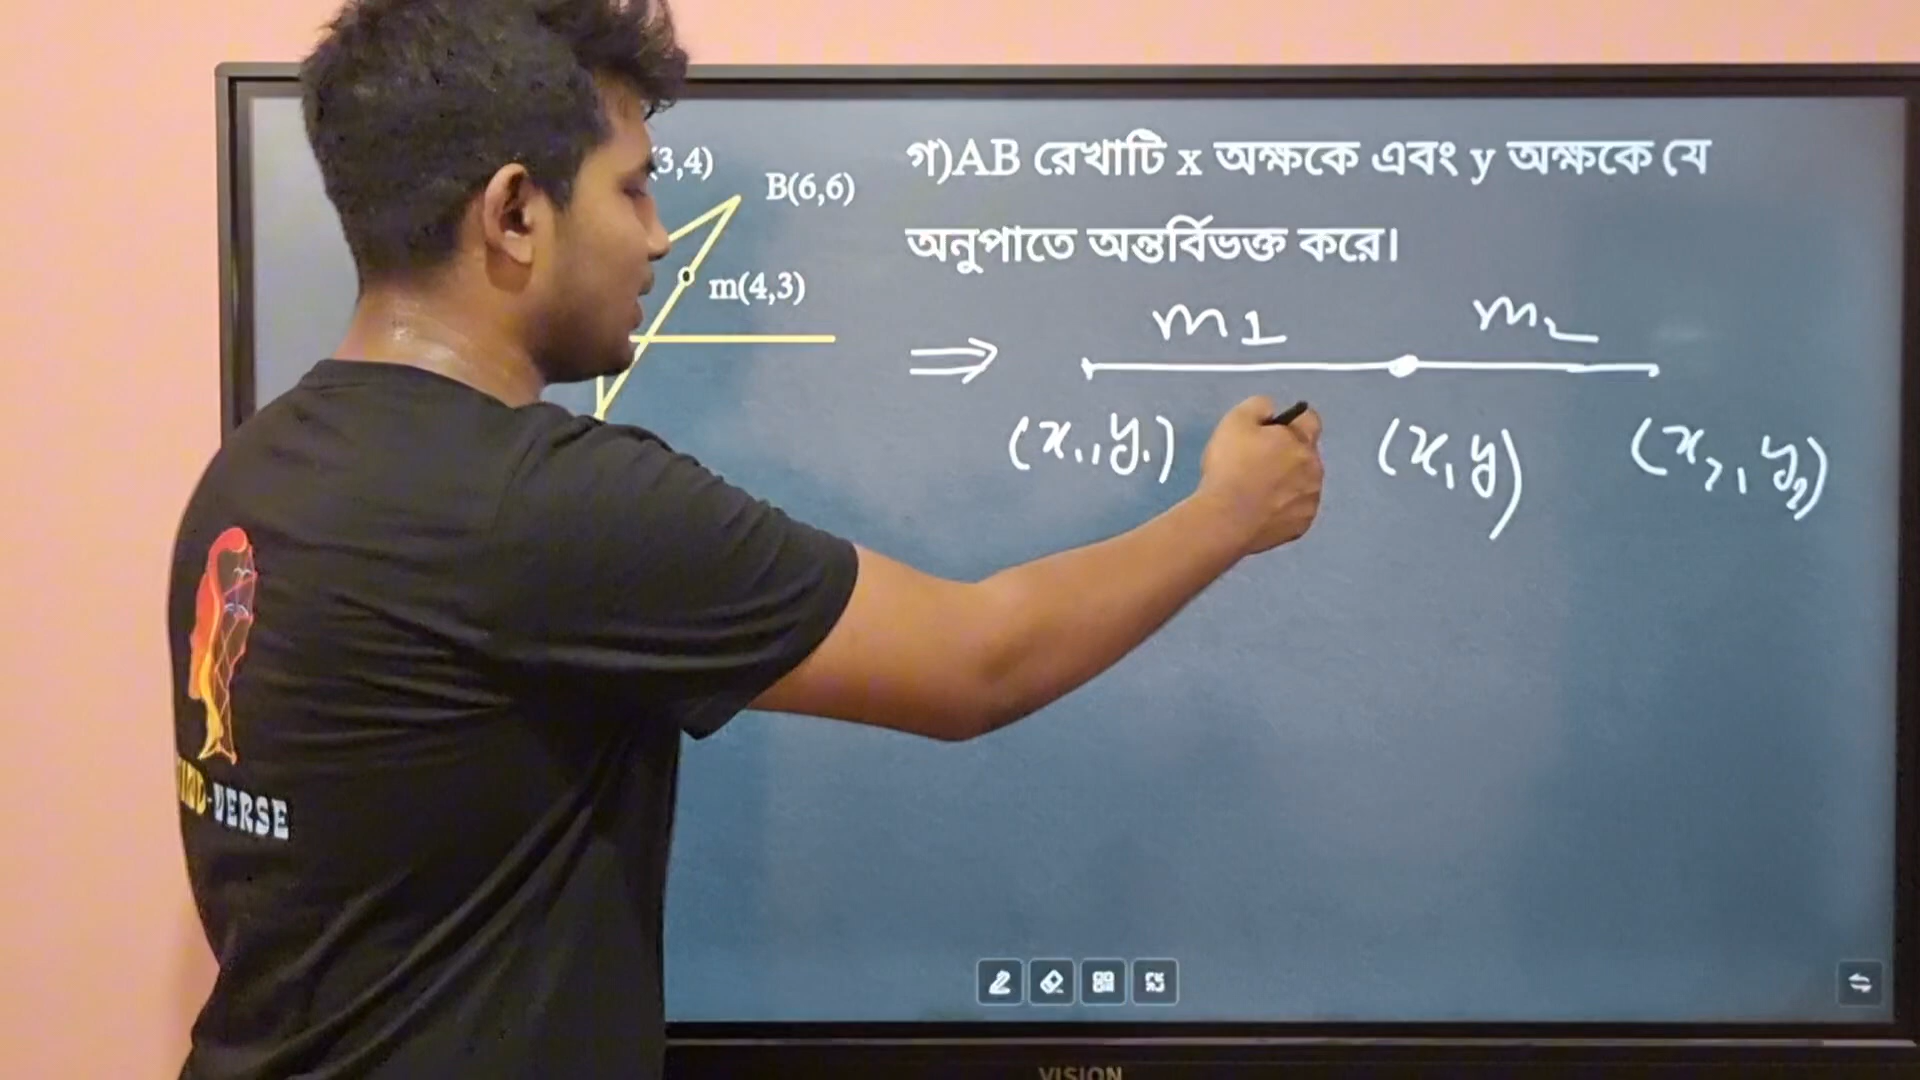 (3,4)
B(6,6)
m(4,3)
গ)AB রেখাটি x অক্ষকে এবং y অক্ষকে যে
অনুপাতে অন্তর্বিভক্ত করে।
m1 m2
⇒
(x1, y1) (x, y) (x2, y2)
-VERSE
VISION